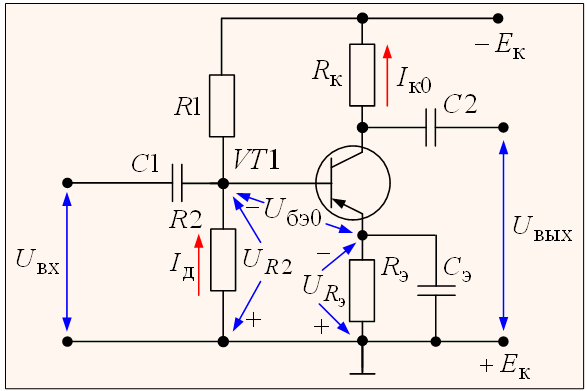 − Eк
Rк
Iк0
R1
C2
C1
VT1
− Uбэ0
R2
Uвх
Iд
UR2
+
−
URэ
+
Rэ
Cэ
Uвых
+ Eк